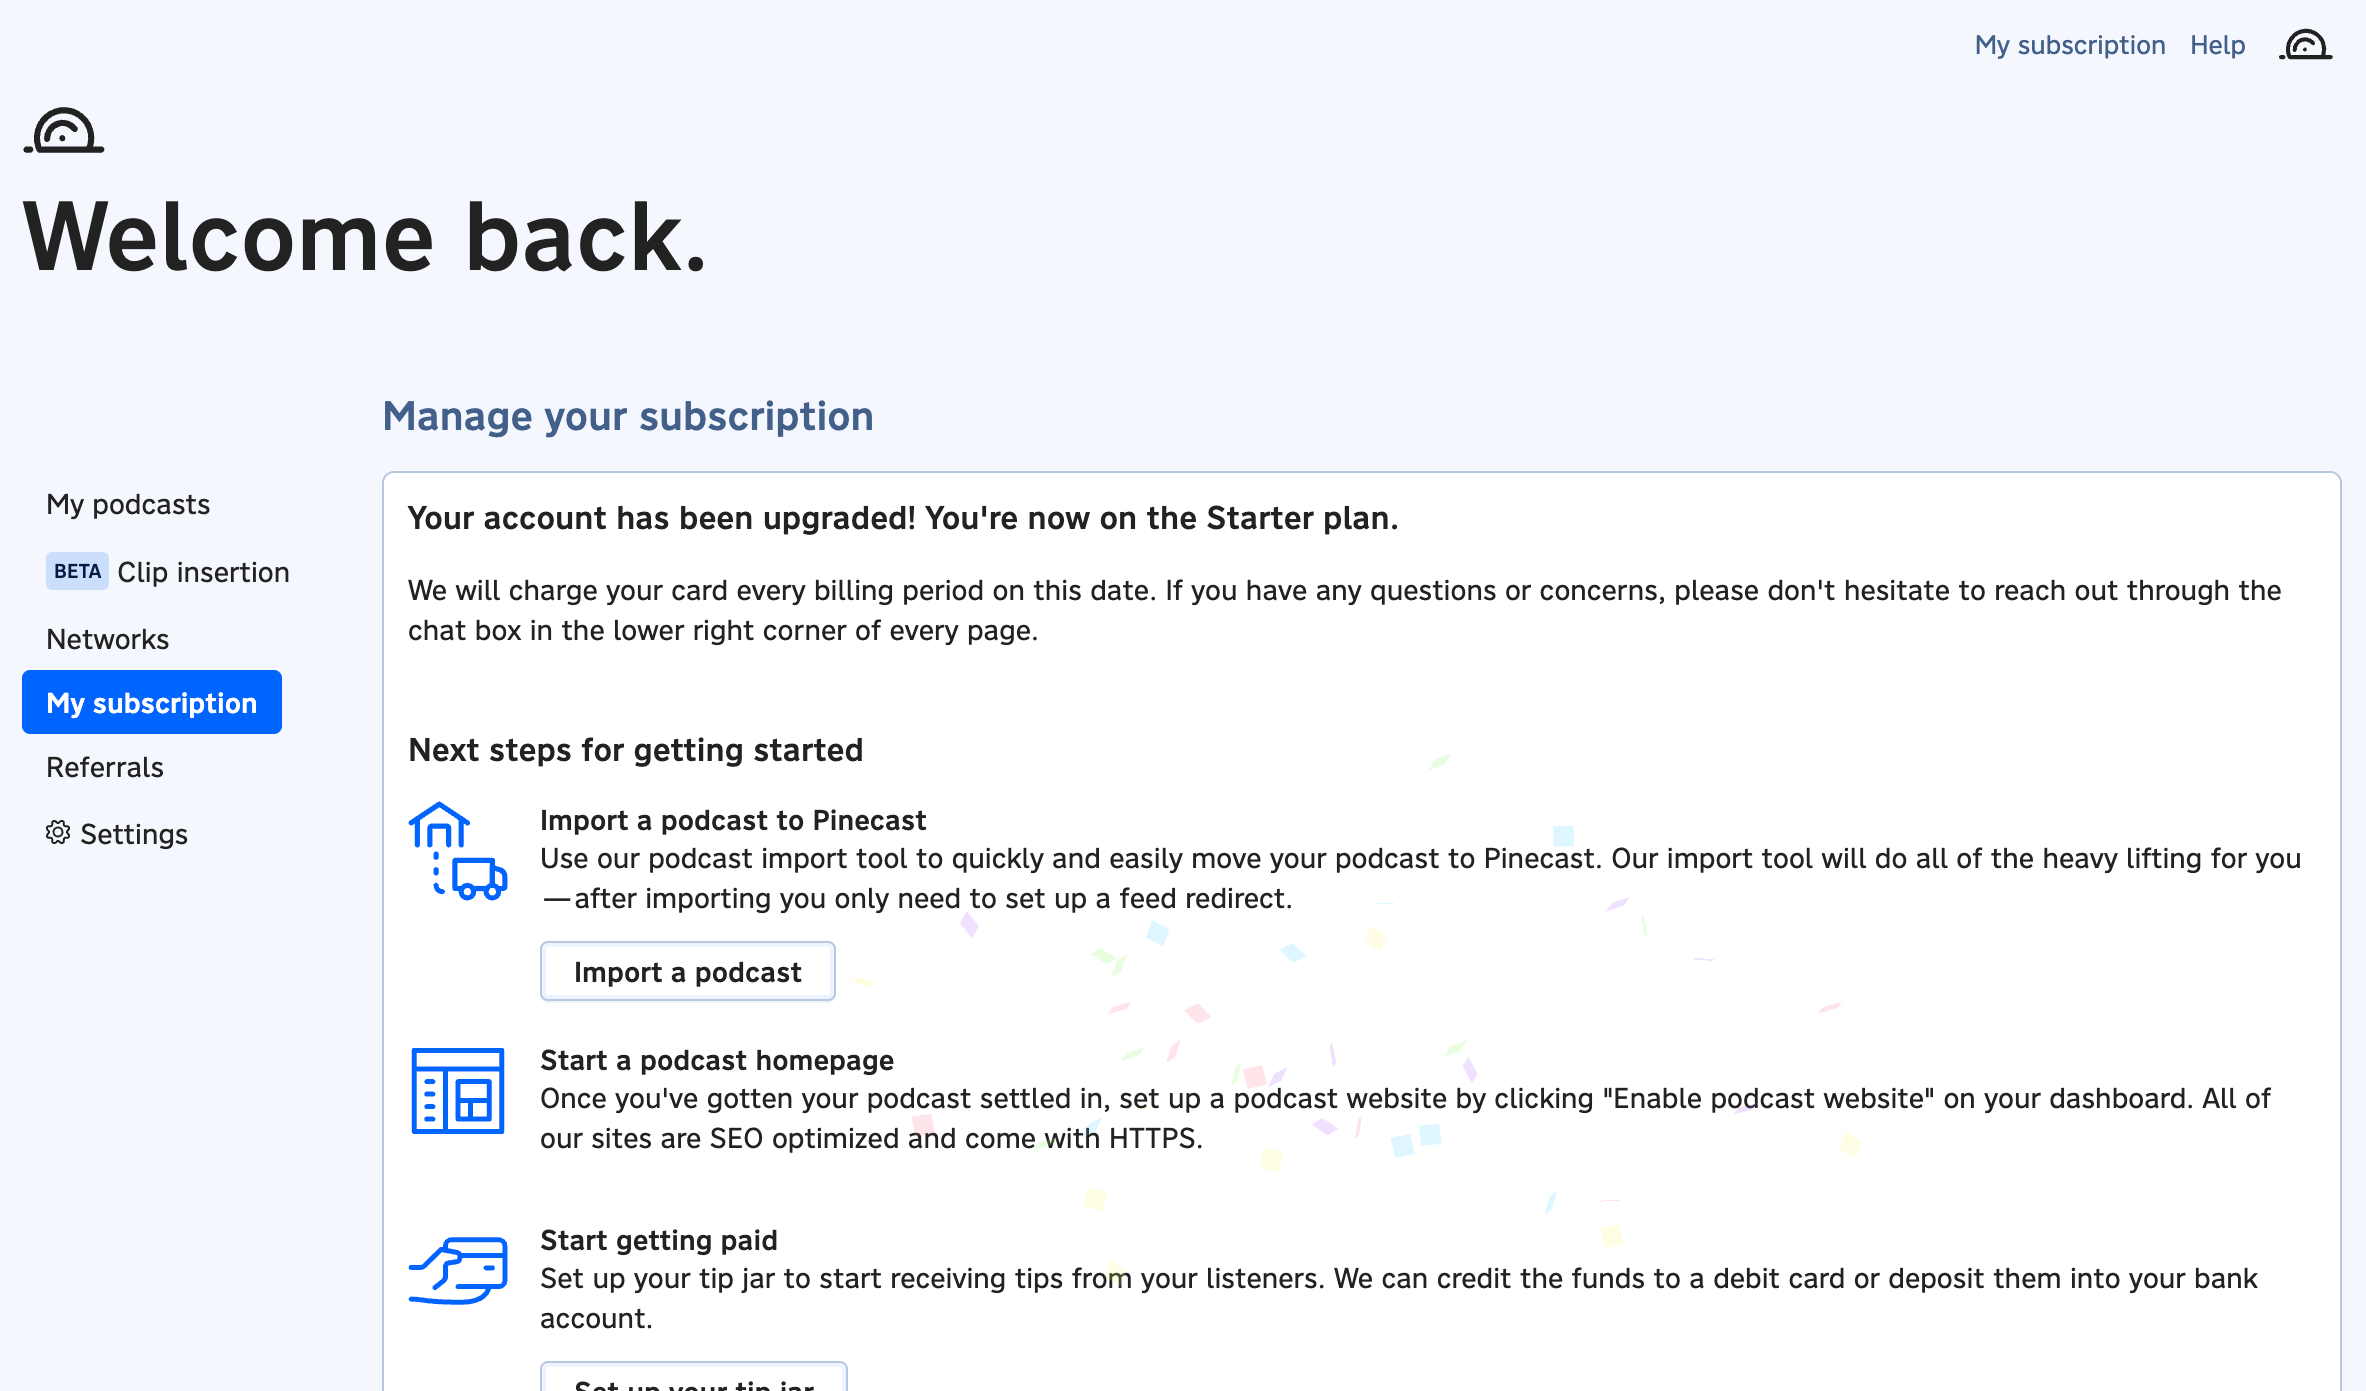 My subscription Help
Welcome back.
Manage your subscription
My podcasts
BETA Clip insertion
Networks
My subscription
Referrals
Settings
Your account has been upgraded! You're now on the Starter plan.
We will charge your card every billing period on this date. If you have any questions or concerns, please don't hesitate to reach out through the
chat box in the lower right corner of every page.
Next steps for getting started
Import a podcast to Pinecast
Use our podcast import tool to quickly and easily move your podcast to Pinecast. Our import tool will do all of the heavy lifting for you
—after importing you only need to set up a feed redirect.
Import a podcast
Start a podcast homepage
Once you've gotten your podcast settled in, set up a podcast website by clicking "Enable podcast website" on your dashboard. All of
our sites are SEO optimized and come with HTTPS.
Start getting paid
Set up your tip jar to start receiving tips from your listeners. We can credit the funds to a debit card or deposit them into your bank
account.
Set up your tip jar